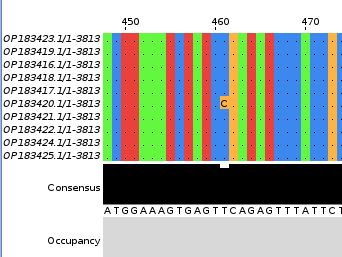 450 460 470
OP183423.1/1-3813
OP183419.1/1-3813
OP183416.1/1-3813
OP183418.1/1-3813
OP183417.1/1-3813
OP183420.1/1-3813 C
OP183421.1/1-3813
OP183422.1/1-3813
OP183424.1/1-3813
OP183425.1/1-3813
Consensus
ATGGAAAGTGAGTTCAGAGTTTATTCT
Occupancy